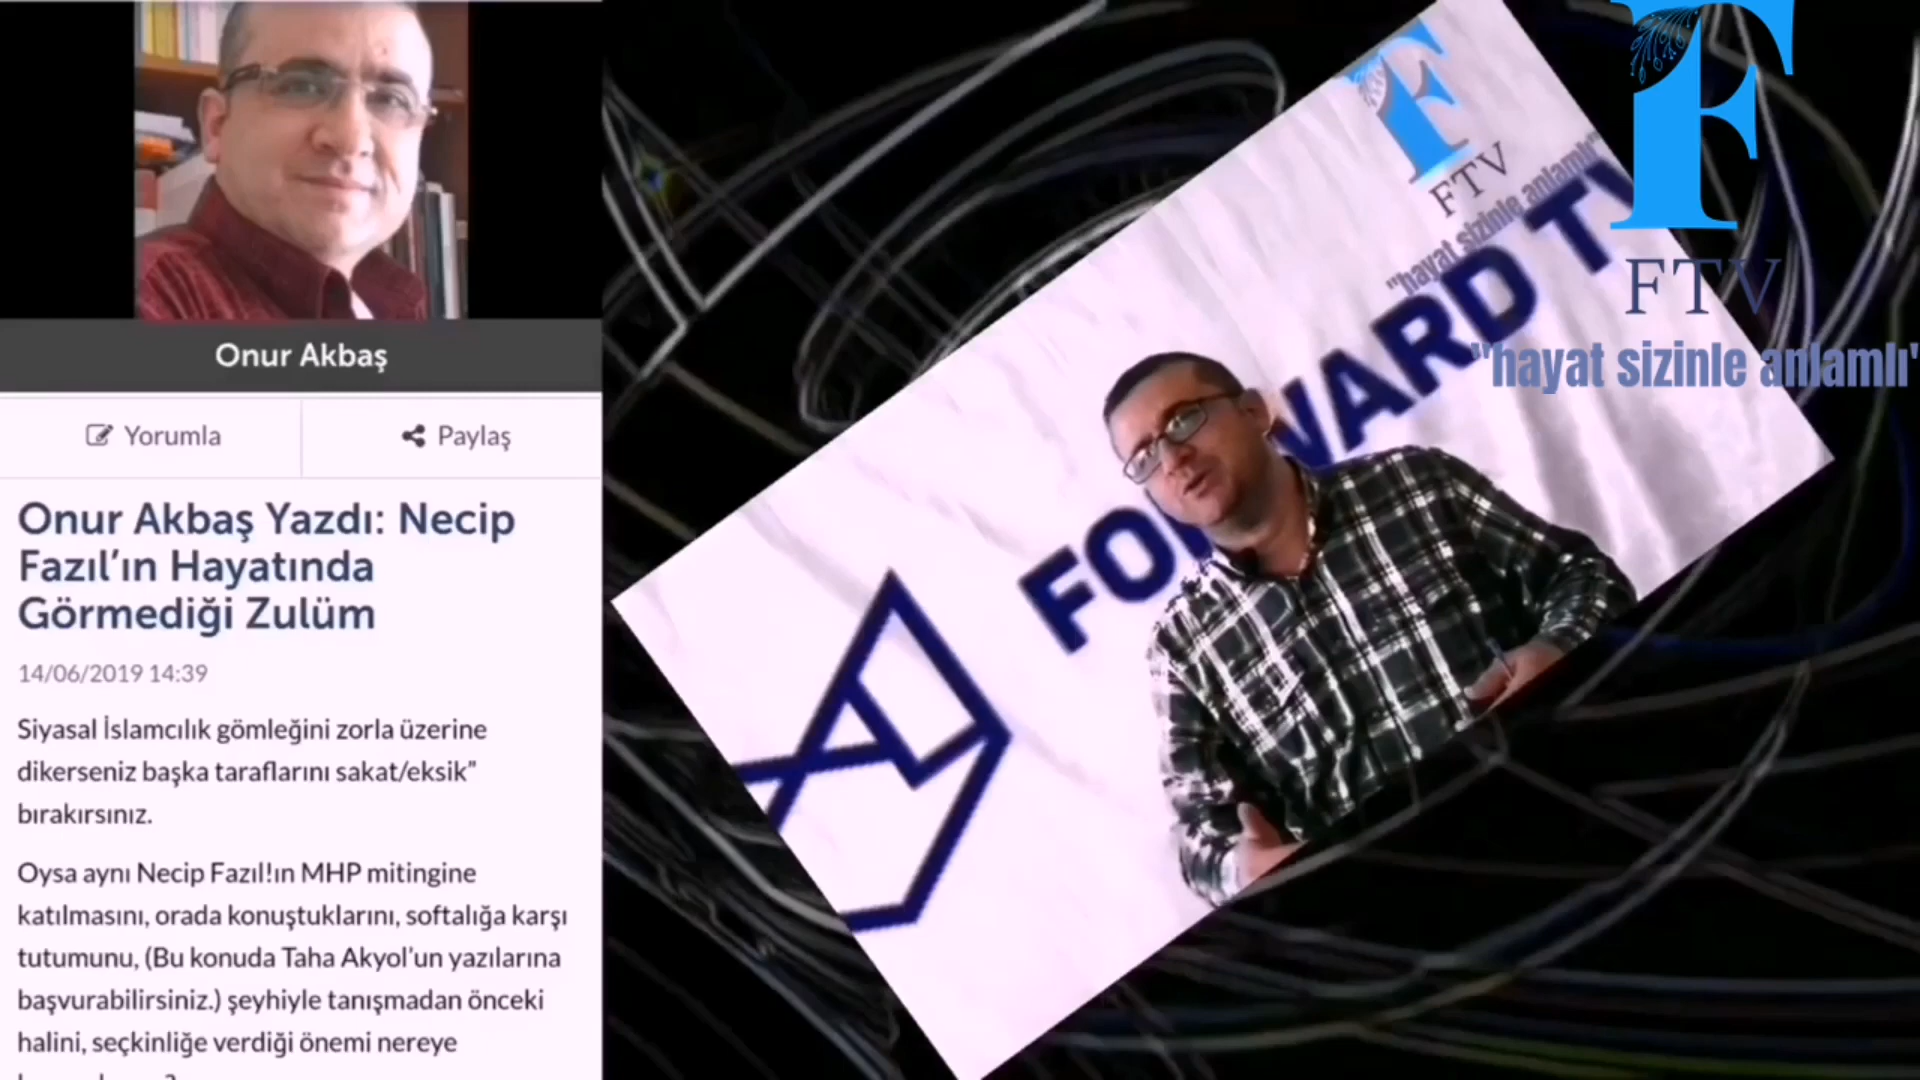 Onur Akbaş
Yorumla
Paylaş
Onur Akbaş Yazdı: Necip
Fazıl’ın Hayatında
Görmediği Zulüm
14/06/2019 14:39
Siyasal İslamcılık gömleğini zorla üzerine
dikerseniz başka taraflarını sakat/eksik”
bırakırsınız.
Oysa aynı Necip Fazıl!ın MHP mitingine
katılmasını, orada konuştuklarını, softalığa karşı
tutumunu, (Bu konuda Taha Akyol’un yazılarına
başvurabilirsiniz.) şeyhiyle tanışmadan önceki
halini, seçkinliğe verdiği önemi nereye
F
FTV
"hayat sizinle anlamlı"
FORWARD TV
F
FTV
"hayat sizinle anlamlı"